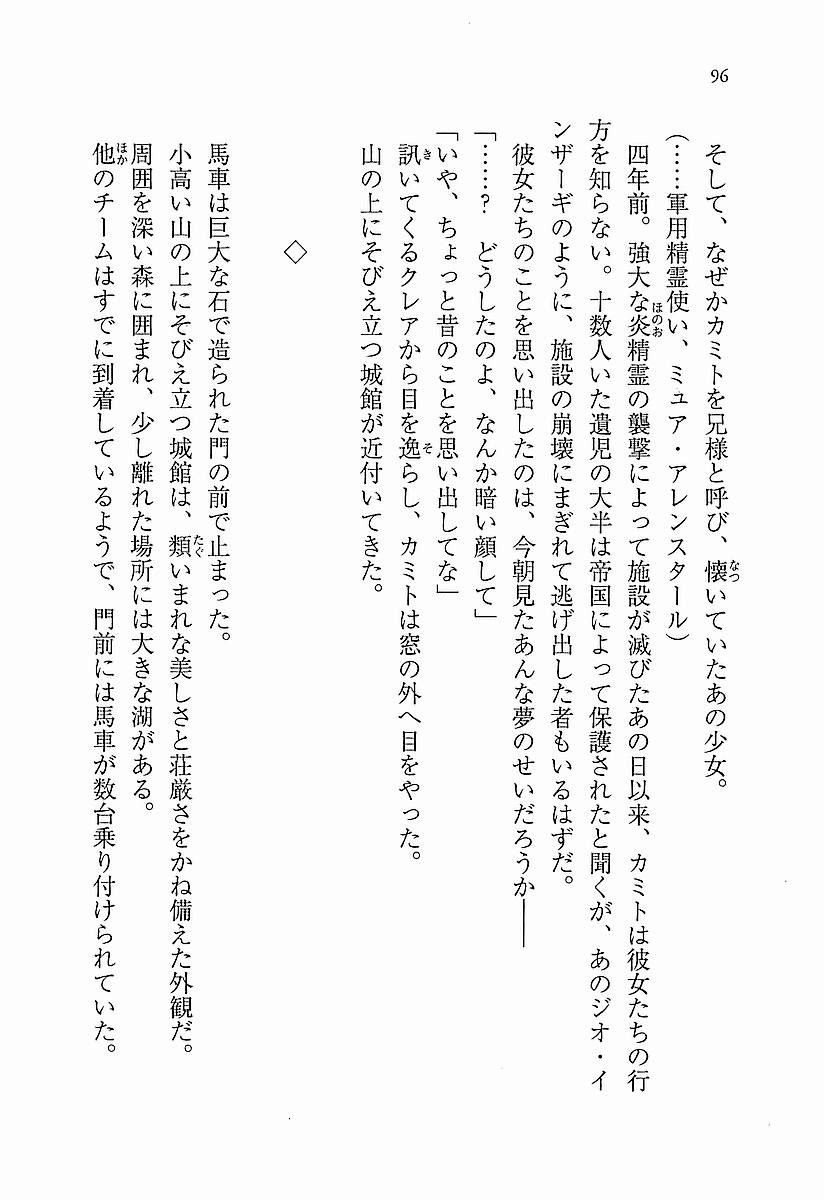 96
そして、なぜかカミトを兄様と呼び、懐いていたあの少女。
(……軍用精霊使い、ミュア・アレンスタール)
四年前。強大な炎精霊の襲撃によって施設が滅びたあの日以来、カミトは彼女たちの行
方を知らない。十数人いた遺児の大半は帝国によって保護されたと聞くが、あのジオ・イ
ンザーギのように、施設の崩壊にまぎれて逃げ出した者もいるはずだ。
彼女たちのことを思い出したのは、今朝見たあんな夢のせいだろうか――
「……?　どうしたのよ、なんか暗い顔して」
「いや、ちょっと昔のことを思い出してな」
訊いてくるクレアから目を逸らし、カミトは窓の外へ目をやった。
山の上にそびえ立つ城館が近付いてきた。
◇
馬車は巨大な石で造られた門の前で止まった。
小高い山の上にそびえ立つ城館は、類いまれな美しさと荘厳さをかね備えた外観だ。
周囲を深い森に囲まれ、少し離れた場所には大きな湖がある。
他のチームはすでに到着しているようで、門前には馬車が数台乗り付けられていた。